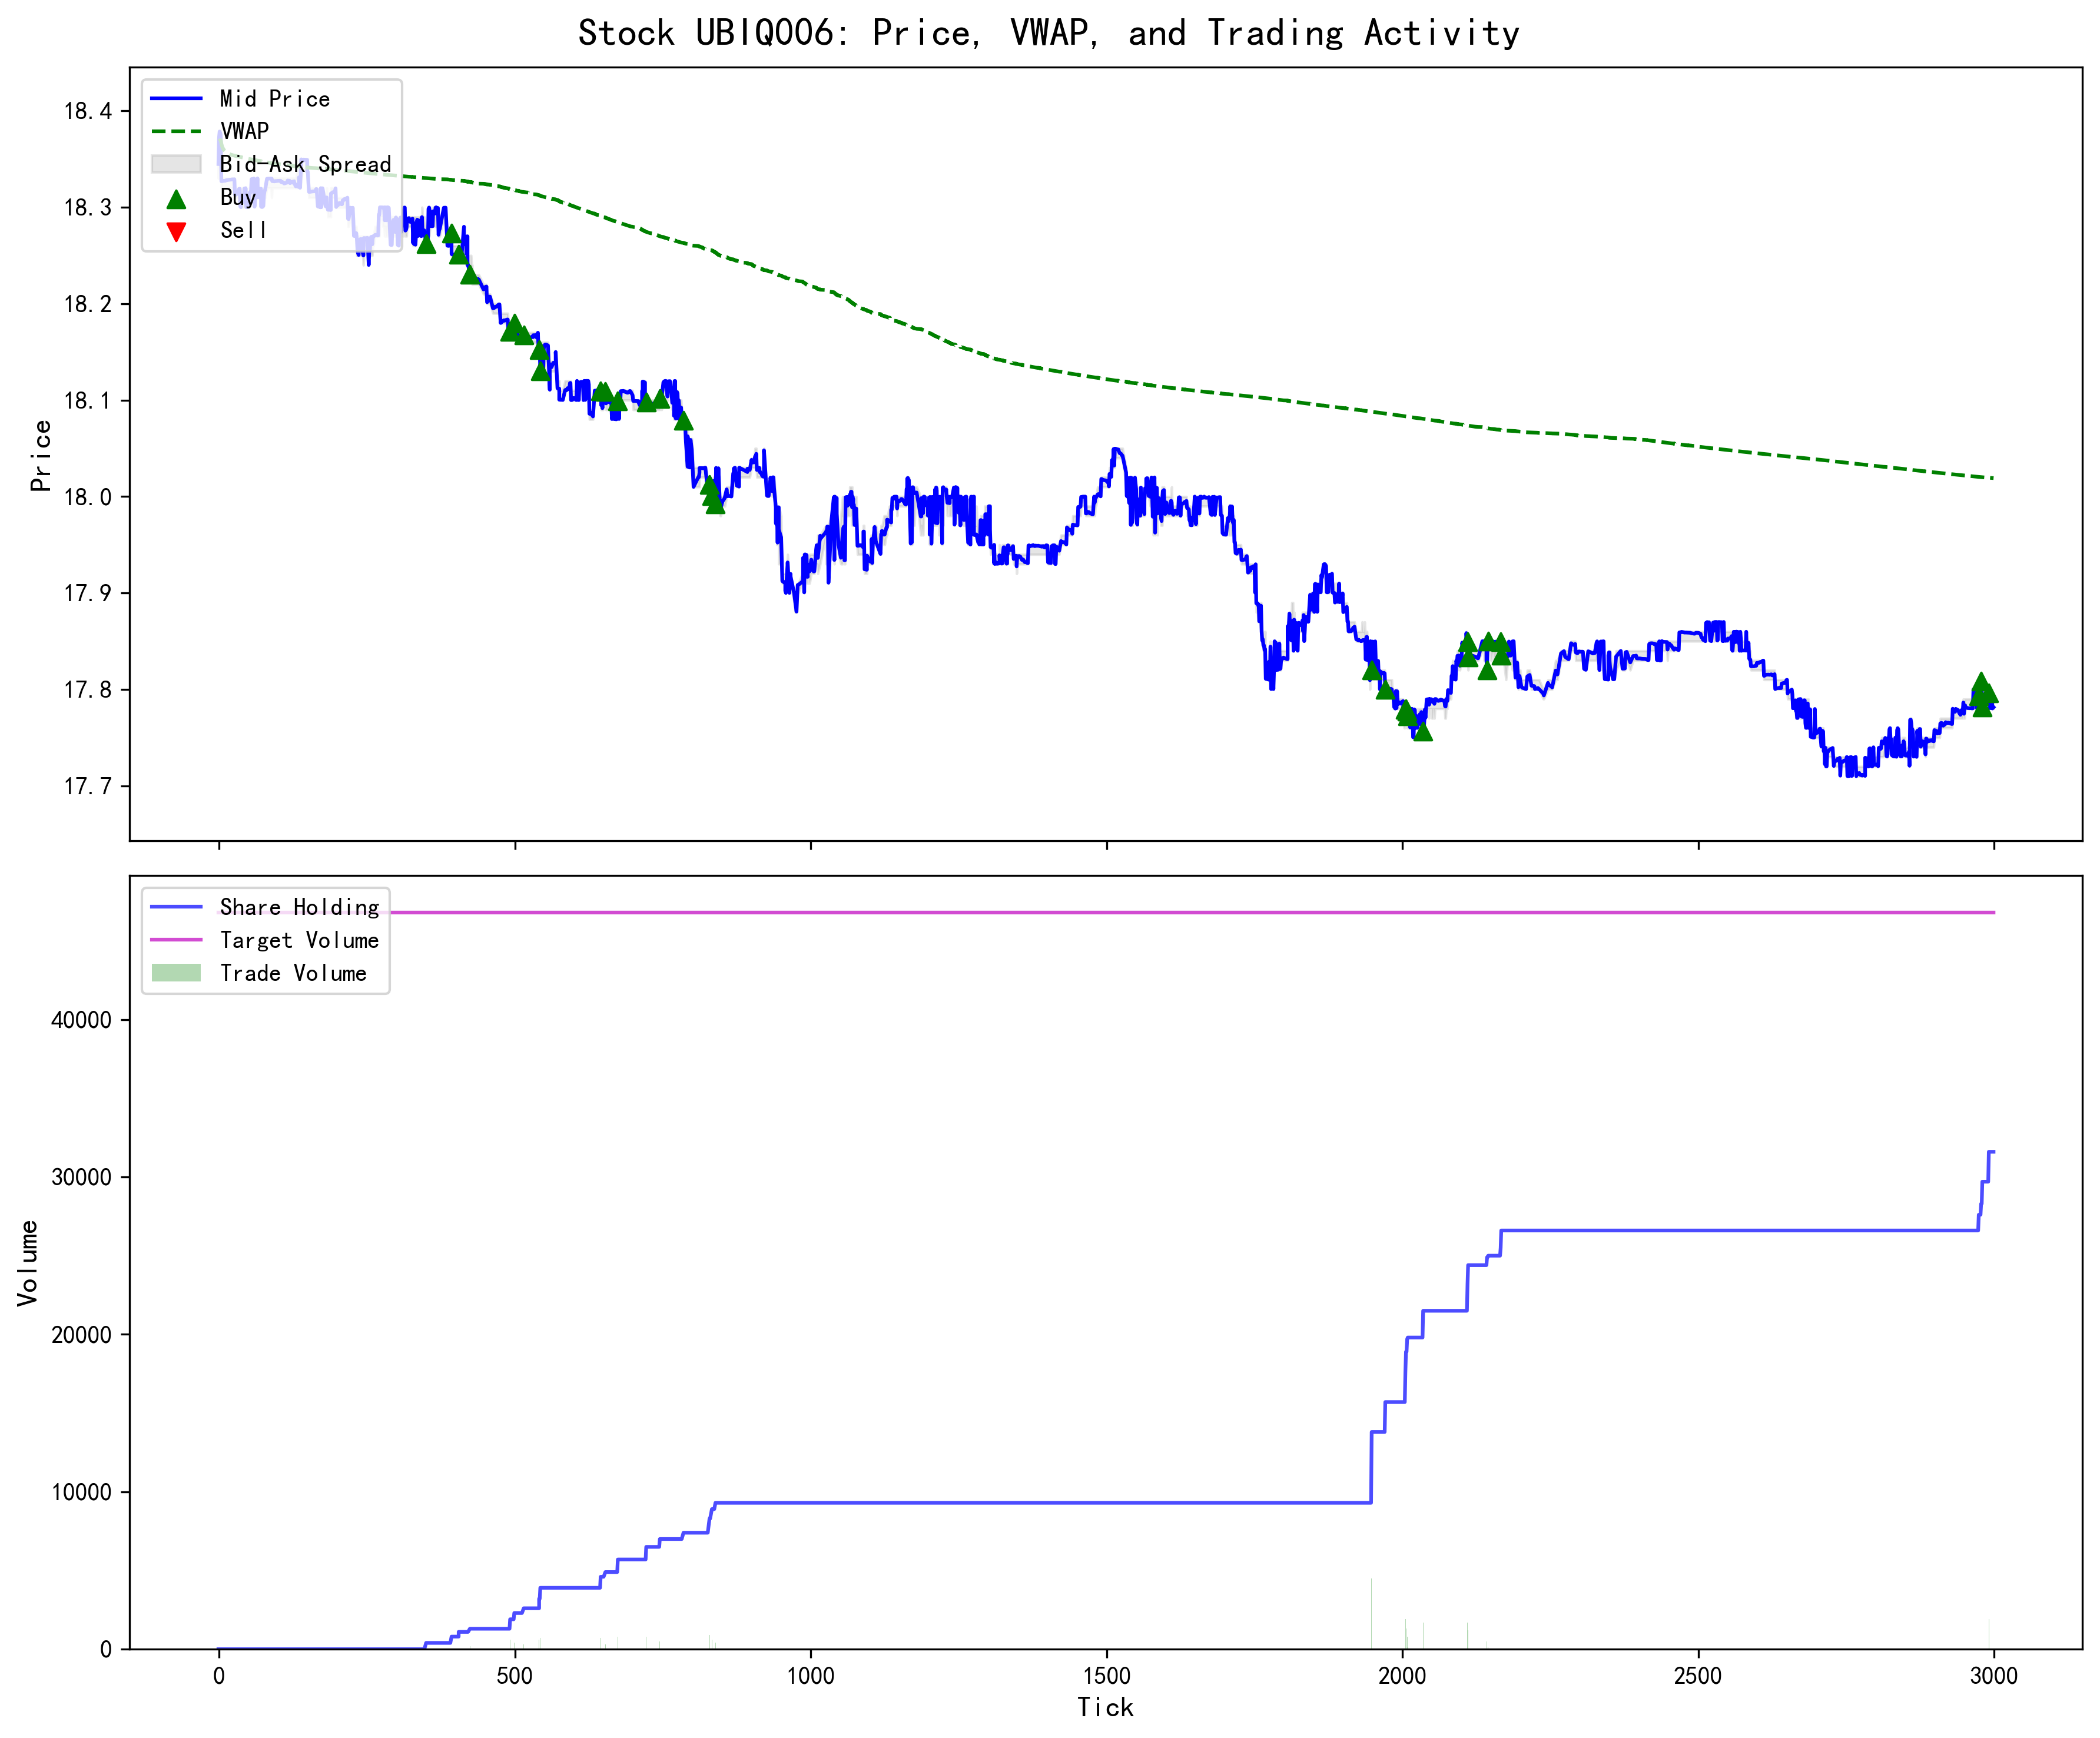 Stock UBIQ006: Price, VWAP, and Trading Activity
Mid Price
VWAP
Bid-Ask Spread
Buy
Sell
Price
18.4
18.3
18.2
18.1
18.0
17.9
17.8
17.7
Share Holding
Target Volume
Trade Volume
Volume
40000
30000
20000
10000
0
0 500 1000 1500 2000 2500 3000
Tick